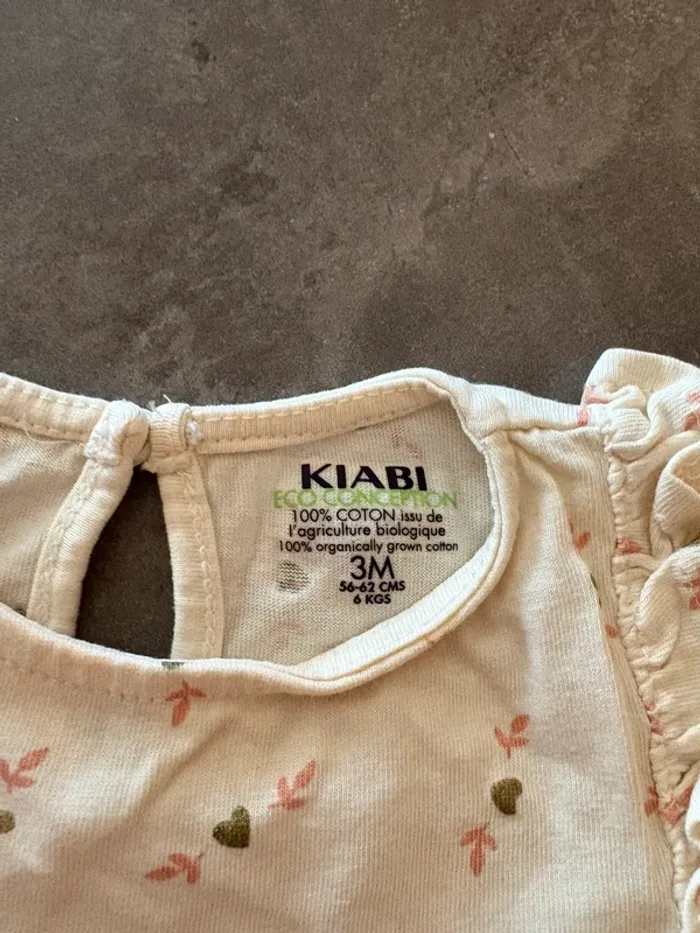 KIABI
ECO CONCEPTION
100% COTON issu de
l'agriculture biologique
100% organically grown cotton
3M
56-62 CMS
6 KGS